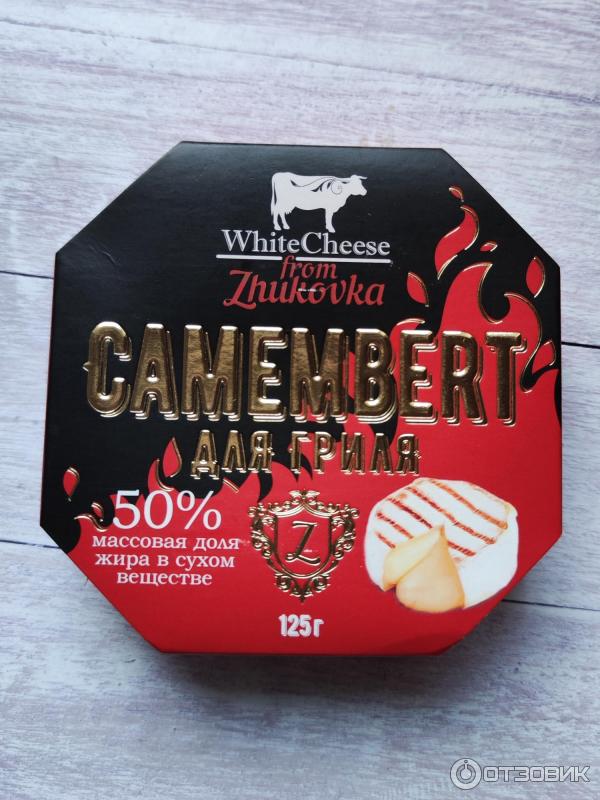 WhiteCheese
from
Zhukovka
CAMEMBERT
ДЛЯ ГРИЛЯ
50%
массовая доля
жира в сухом
веществе
Z
125г
ОТЗОВИК